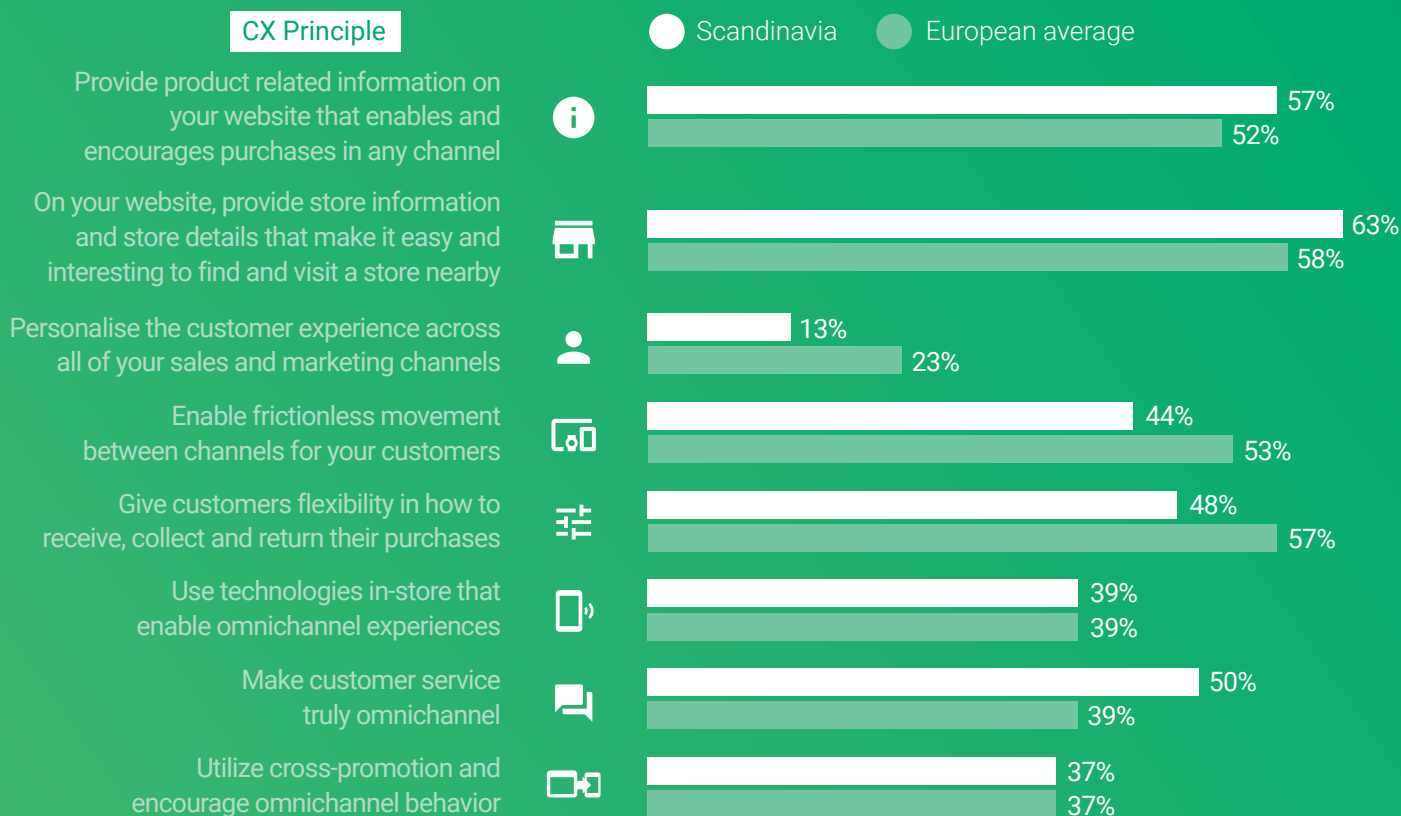 CX Principle
Scandinavia
European average
Provide product related information on
your website that enables and
encourages purchases in any channel
57%
52%
On your website, provide store information
and store details that make it easy and
interesting to find and visit a store nearby
63%
58%
Personalise the customer experience across
all of your sales and marketing channels
13%
23%
Enable frictionless movement
between channels for your customers
44%
53%
Give customers flexibility in how to
receive, collect and return their purchases
48%
57%
Use technologies in-store that
enable omnichannel experiences
39%
39%
Make customer service
truly omnichannel
50%
39%
Utilize cross-promotion and
encourage omnichannel behavior
37%
37%